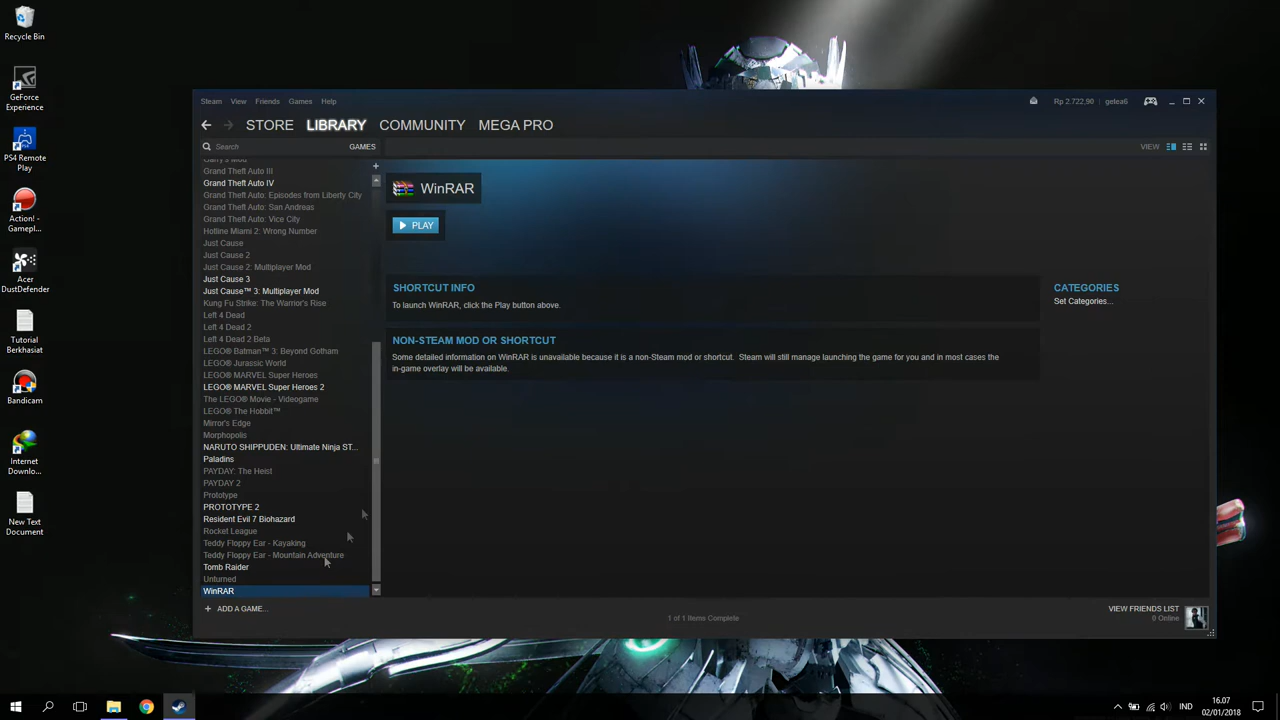 Recycle Bin
GeForce
Experience
PS4 Remote
Play
Action! -
Gamepl...
Acer
DustDefender
Tutorial
Berkhasiat
Bandicam
Internet
Downlo...
New Text
Document
Steam View Friends Games Help
Rp 2.722,90 getea6
STORE LIBRARY COMMUNITY MEGA PRO
Search GAMES
VIEW
Garry's Mod
Grand Theft Auto III
Grand Theft Auto IV
Grand Theft Auto: Episodes from Liberty City
Grand Theft Auto: San Andreas
Grand Theft Auto: Vice City
Hotline Miami 2: Wrong Number
Just Cause
Just Cause 2
Just Cause 2: Multiplayer Mod
Just Cause 3
Just Cause™ 3: Multiplayer Mod
Kung Fu Strike: The Warrior's Rise
Left 4 Dead
Left 4 Dead 2
Left 4 Dead 2 Beta
LEGO® Batman™ 3: Beyond Gotham
LEGO® Jurassic World
LEGO® MARVEL Super Heroes
LEGO® MARVEL Super Heroes 2
The LEGO® Movie - Videogame
LEGO® The Hobbit™
Mirror's Edge
Morphopolis
NARUTO SHIPPUDEN: Ultimate Ninja ST...
Paladins
PAYDAY: The Heist
PAYDAY 2
Prototype
PROTOTYPE 2
Resident Evil 7 Biohazard
Rocket League
Teddy Floppy Ear - Kayaking
Teddy Floppy Ear - Mountain Adventure
Tomb Raider
Unturned
WinRAR
+ ADD A GAME...
WinRAR
PLAY
SHORTCUT INFO
To launch WinRAR, click the Play button above.
NON-STEAM MOD OR SHORTCUT
Some detailed information on WinRAR is unavailable because it is a non-Steam mod or shortcut. Steam will still manage launching the game for you and in most cases the
in-game overlay will be available.
CATEGORIES
Set Categories...
1 of 1 Items Complete
VIEW FRIENDS LIST
0 Online
IND
16.07
02/01/2018